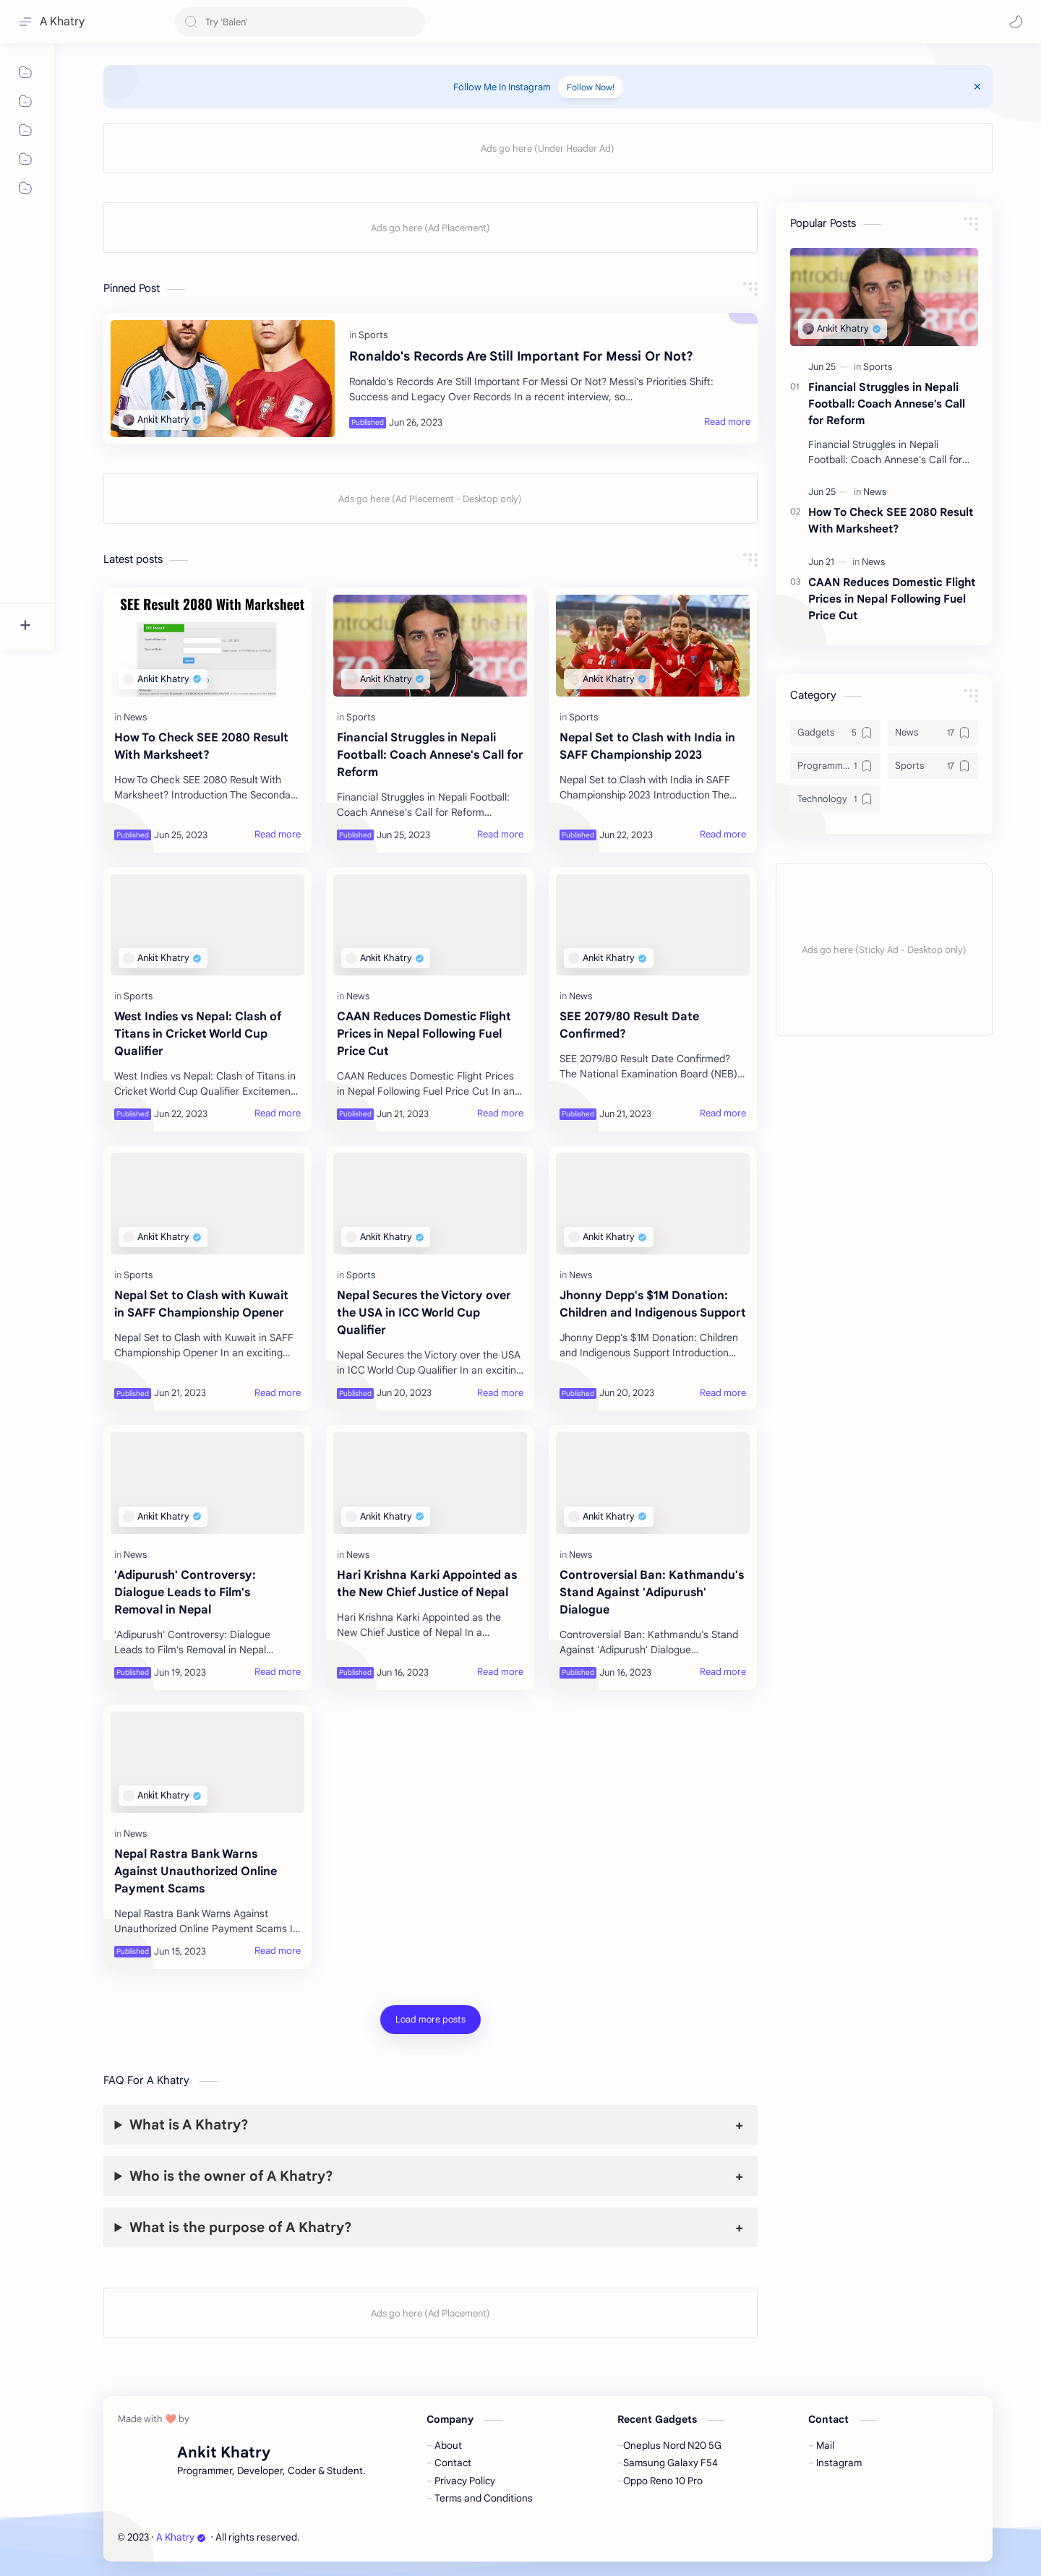 A Khatry
Try 'Balen'
Follow Me In Instagram
Follow Now!
Ads go here (Under Header Ad)
Ads go here (Ad Placement)
Pinned Post
Ankit Khatry
in Sports
Ronaldo's Records Are Still Important For Messi Or Not?
Ronaldo's Records Are Still Important For Messi Or Not? Messi's Priorities Shift:
Success and Legacy Over Records In a recent interview, so...
Published Jun 26, 2023
Read more
Ads go here (Ad Placement - Desktop only)
Latest posts
SEE Result 2080 With Marksheet
Ankit Khatry
in News
How To Check SEE 2080 Result
With Marksheet?
How To Check SEE 2080 Result With
Marksheet? Introduction The Seconda...
Published Jun 25, 2023
Read more
Ankit Khatry
in Sports
Financial Struggles in Nepali
Football: Coach Annese's Call for
Reform
Financial Struggles in Nepali Football:
Coach Annese's Call for Reform...
Published Jun 25, 2023
Read more
Ankit Khatry
in Sports
Nepal Set to Clash with India in
SAFF Championship 2023
Nepal Set to Clash with India in SAFF
Championship 2023 Introduction The...
Published Jun 22, 2023
Read more
Ankit Khatry
in Sports
West Indies vs Nepal: Clash of
Titans in Cricket World Cup
Qualifier
West Indies vs Nepal: Clash of Titans in
Cricket World Cup Qualifier Excitemen...
Published Jun 22, 2023
Read more
Ankit Khatry
in News
CAAN Reduces Domestic Flight
Prices in Nepal Following Fuel
Price Cut
CAAN Reduces Domestic Flight Prices
in Nepal Following Fuel Price Cut In an...
Published Jun 21, 2023
Read more
Ankit Khatry
in News
SEE 2079/80 Result Date
Confirmed?
SEE 2079/80 Result Date Confirmed?
The National Examination Board (NEB)...
Published Jun 21, 2023
Read more
Ankit Khatry
in Sports
Nepal Set to Clash with Kuwait
in SAFF Championship Opener
Nepal Set to Clash with Kuwait in SAFF
Championship Opener In an exciting...
Published Jun 21, 2023
Read more
Ankit Khatry
in Sports
Nepal Secures the Victory over
the USA in ICC World Cup
Qualifier
Nepal Secures the Victory over the USA
in ICC World Cup Qualifier In an excitin...
Published Jun 20, 2023
Read more
Ankit Khatry
in News
Jhonny Depp's $1M Donation:
Children and Indigenous Support
Jhonny Depp's $1M Donation: Children
and Indigenous Support Introduction...
Published Jun 20, 2023
Read more
Ankit Khatry
in News
'Adipurush' Controversy:
Dialogue Leads to Film's
Removal in Nepal
'Adipurush' Controversy: Dialogue
Leads to Film's Removal in Nepal...
Published Jun 19, 2023
Read more
Ankit Khatry
in News
Hari Krishna Karki Appointed as
the New Chief Justice of Nepal
Hari Krishna Karki Appointed as the
New Chief Justice of Nepal In a...
Published Jun 16, 2023
Read more
Ankit Khatry
in News
Controversial Ban: Kathmandu's
Stand Against 'Adipurush'
Dialogue
Controversial Ban: Kathmandu's Stand
Against 'Adipurush' Dialogue...
Published Jun 16, 2023
Read more
Ankit Khatry
in News
Nepal Rastra Bank Warns
Against Unauthorized Online
Payment Scams
Nepal Rastra Bank Warns Against
Unauthorized Online Payment Scams I...
Published Jun 15, 2023
Read more
Load more posts
Popular Posts
Ankit Khatry
Jun 25 in Sports
01 Financial Struggles in Nepali
Football: Coach Annese's Call
for Reform
Financial Struggles in Nepali
Football: Coach Annese's Call for...
Jun 25 in News
02 How To Check SEE 2080 Result
With Marksheet?
Jun 21 in News
03 CAAN Reduces Domestic Flight
Prices in Nepal Following Fuel
Price Cut
Category
Gadgets 5
News 17
Programm... 1
Sports 17
Technology 1
Ads go here (Sticky Ad - Desktop only)
FAQ For A Khatry
What is A Khatry? +
Who is the owner of A Khatry? +
What is the purpose of A Khatry? +
Ads go here (Ad Placement)
Made with ❤️ by
Ankit Khatry
Programmer, Developer, Coder & Student.
Company
About
Contact
Privacy Policy
Terms and Conditions
Recent Gadgets
Oneplus Nord N20 5G
Samsung Galaxy F54
Oppo Reno 10 Pro
Contact
Mail
Instagram
© 2023 · A Khatry · All rights reserved.